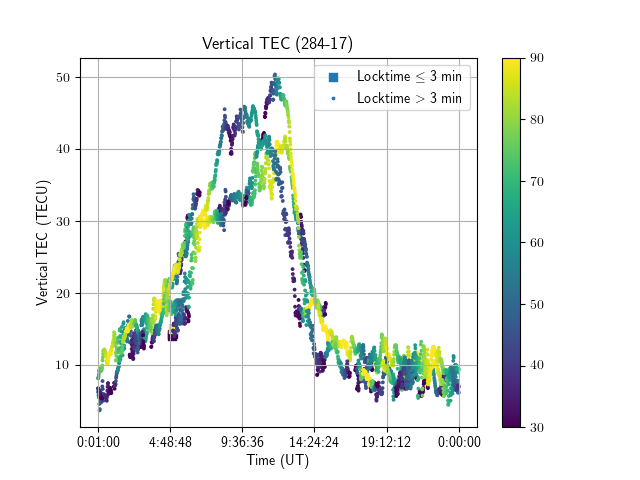 Vertical TEC (284-17)
Locktime ≤ 3 min
Locktime > 3 min
Vertical TEC (TECU)
50
40
30
20
10
0:01:00 4:48:48 9:36:36 14:24:24 19:12:12 0:00:00
Time (UT)
90
80
70
60
50
40
30